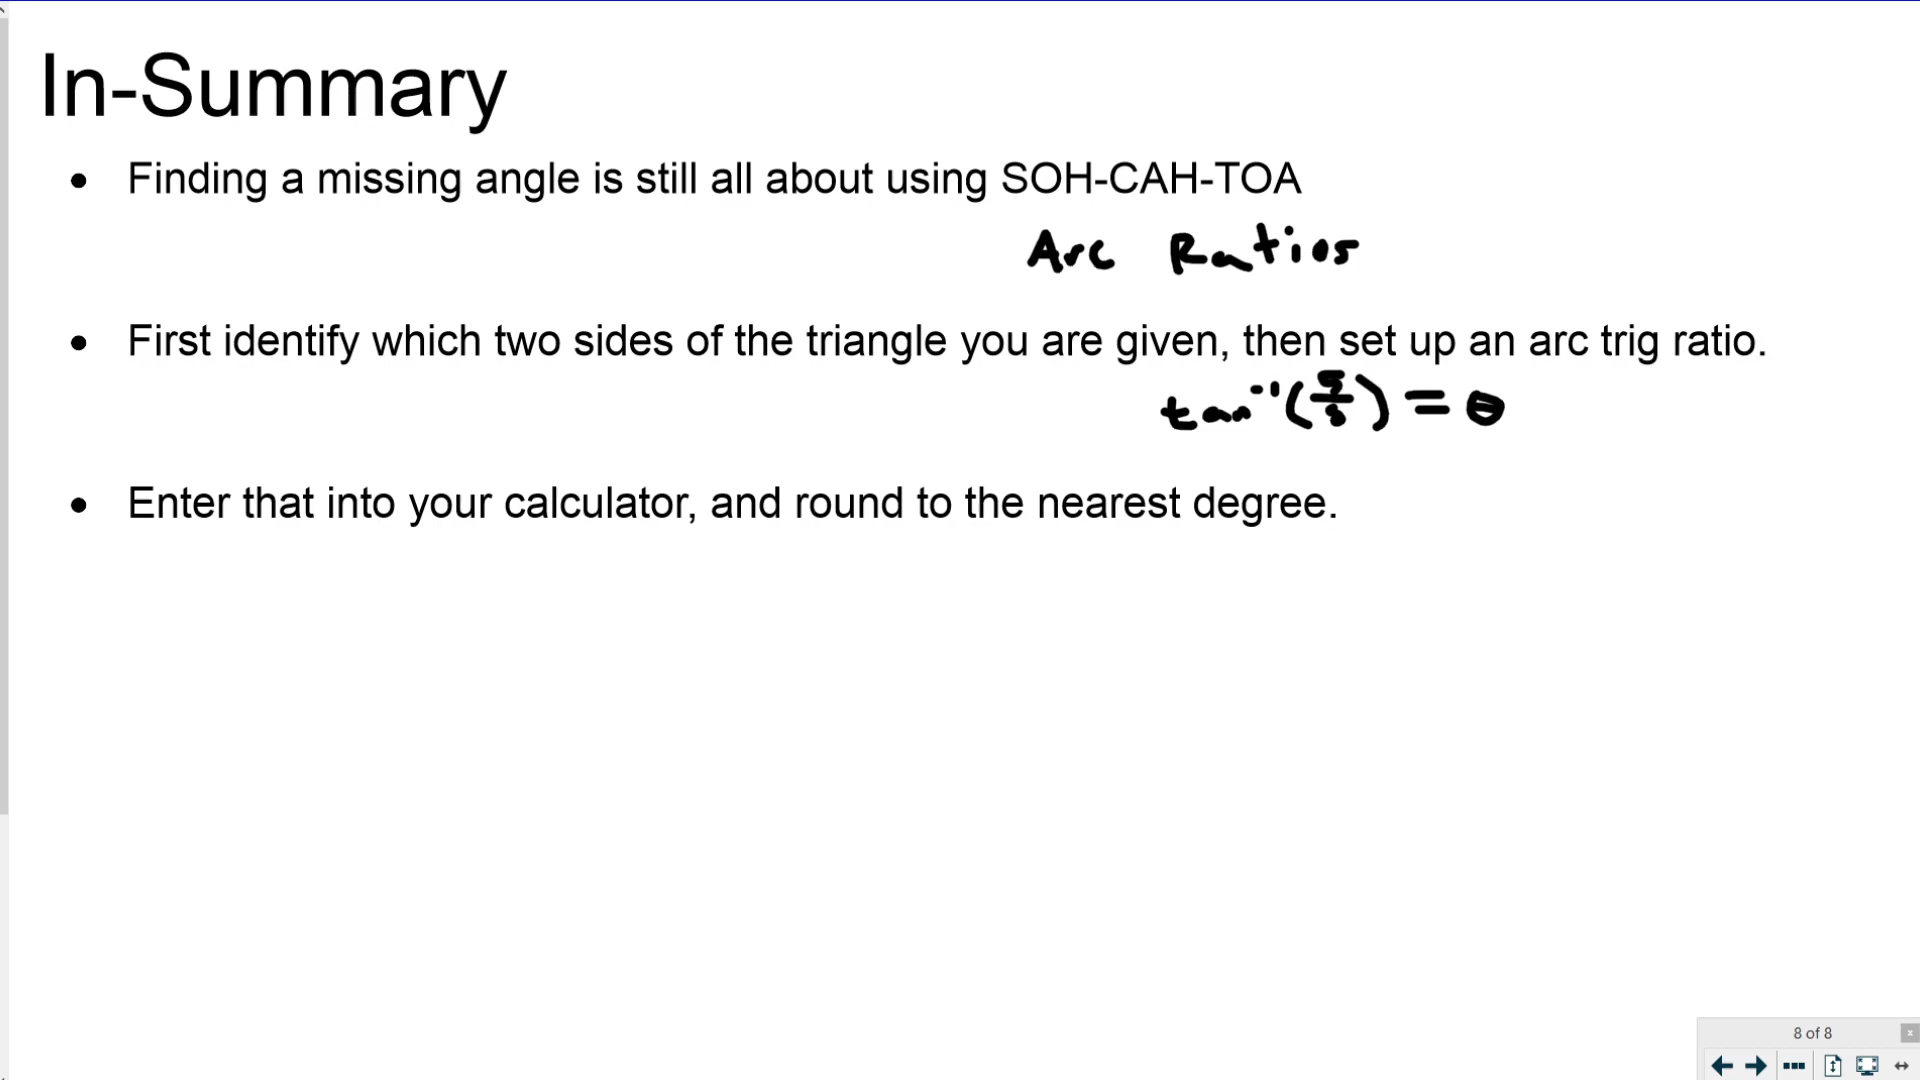 In-Summary
• Finding a missing angle is still all about using SOH-CAH-TOA
Arc Ratios
• First identify which two sides of the triangle you are given, then set up an arc trig ratio.
tan⁻¹( ) = θ
• Enter that into your calculator, and round to the nearest degree.
8 of 8